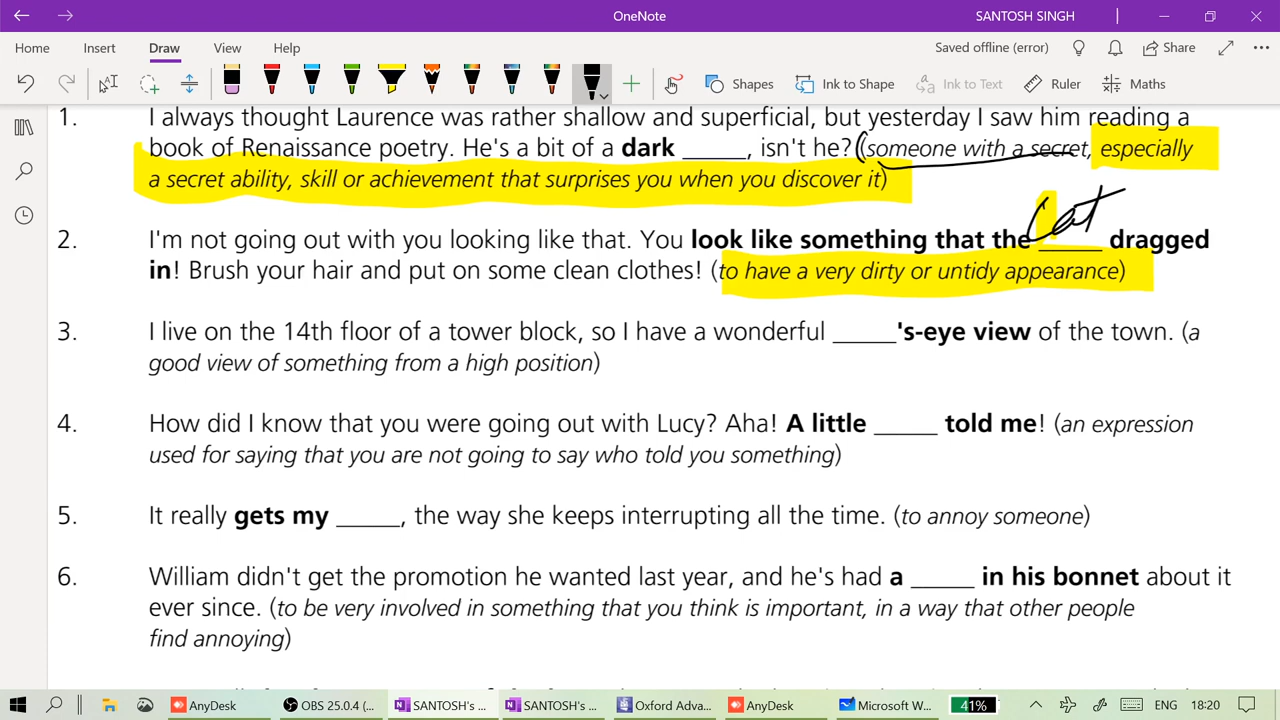 OneNote
SANTOSH SINGH
Home Insert Draw View Help
Saved offline (error) Share
Shapes Ink to Shape Ink to Text Ruler Maths
1. I always thought Laurence was rather shallow and superficial, but yesterday I saw him reading a
book of Renaissance poetry. He's a bit of a dark _____, isn't he? (someone with a secret, especially
a secret ability, skill or achievement that surprises you when you discover it)
Cat
2. I'm not going out with you looking like that. You look like something that the _____ dragged
in! Brush your hair and put on some clean clothes! (to have a very dirty or untidy appearance)
3. I live on the 14th floor of a tower block, so I have a wonderful _____'s-eye view of the town. (a
good view of something from a high position)
4. How did I know that you were going out with Lucy? Aha! A little _____ told me! (an expression
used for saying that you are not going to say who told you something)
5. It really gets my _____, the way she keeps interrupting all the time. (to annoy someone)
6. William didn't get the promotion he wanted last year, and he's had a _____ in his bonnet about it
ever since. (to be very involved in something that you think is important, in a way that other people
find annoying)
AnyDesk OBS 25.0.4 (... SANTOSH's ... SANTOSH's ... Oxford Adva... AnyDesk Microsoft W... 41% ENG 18:20